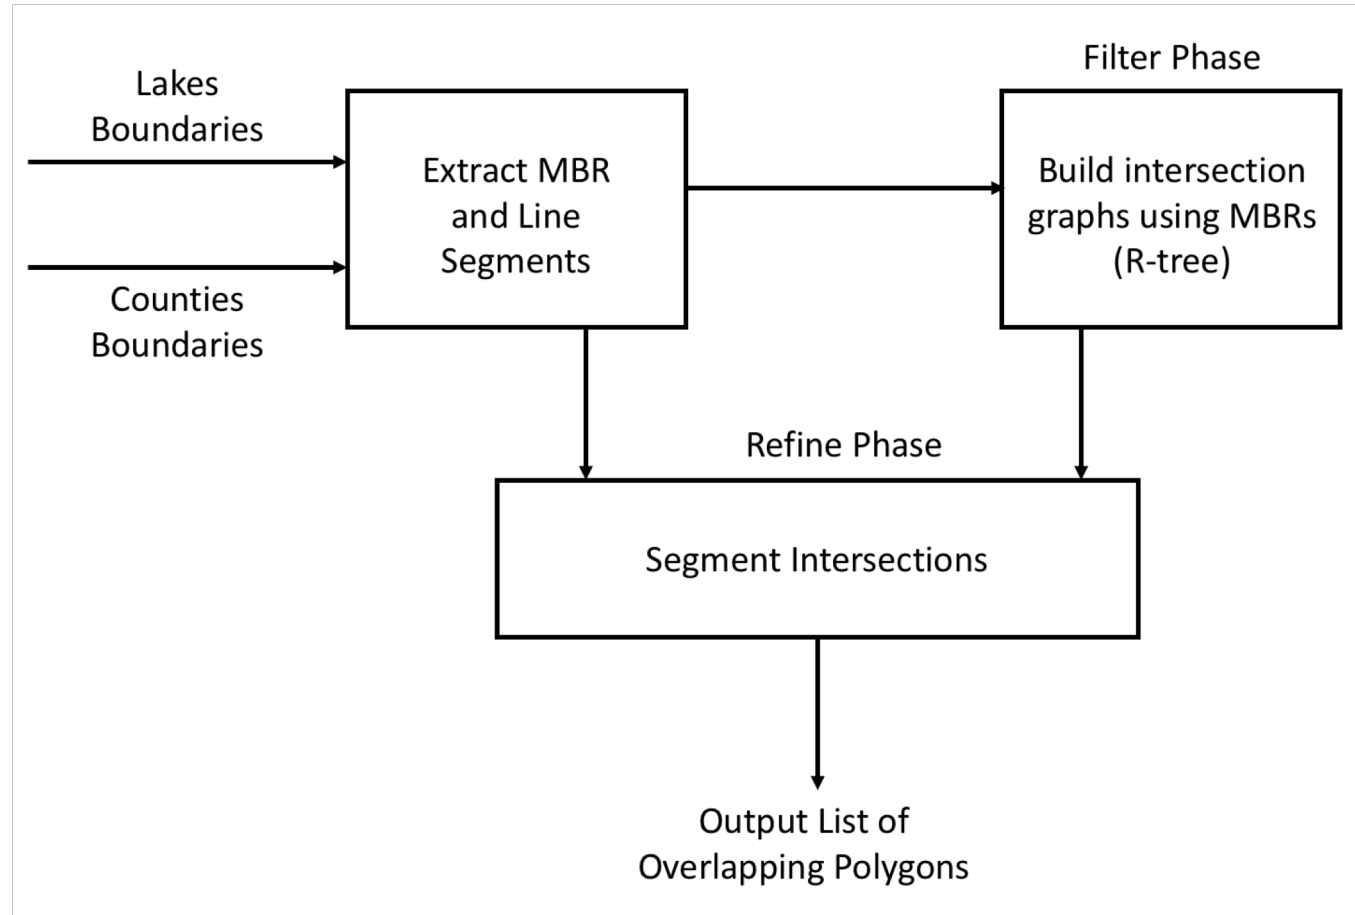 Lakes
Boundaries
Counties
Boundaries
Extract MBR
and Line
Segments
Filter Phase
Build intersection
graphs using MBRs
(R-tree)
Refine Phase
Segment Intersections
Output List of
Overlapping Polygons